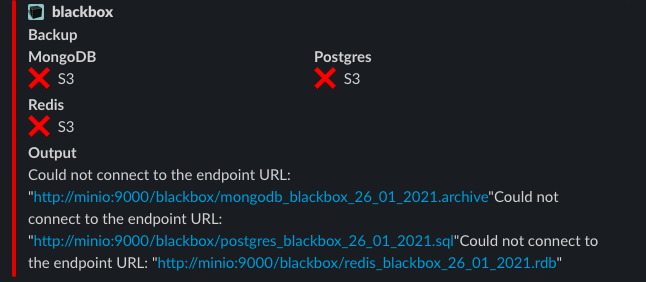 blackbox
Backup
MongoDB Postgres
❌ S3 ❌ S3
Redis
❌ S3
Output
Could not connect to the endpoint URL:
"http://minio:9000/blackbox/mongodb_blackbox_26_01_2021.archive"Could not
connect to the endpoint URL:
"http://minio:9000/blackbox/postgres_blackbox_26_01_2021.sql"Could not connect to
the endpoint URL: "http://minio:9000/blackbox/redis_blackbox_26_01_2021.rdb"